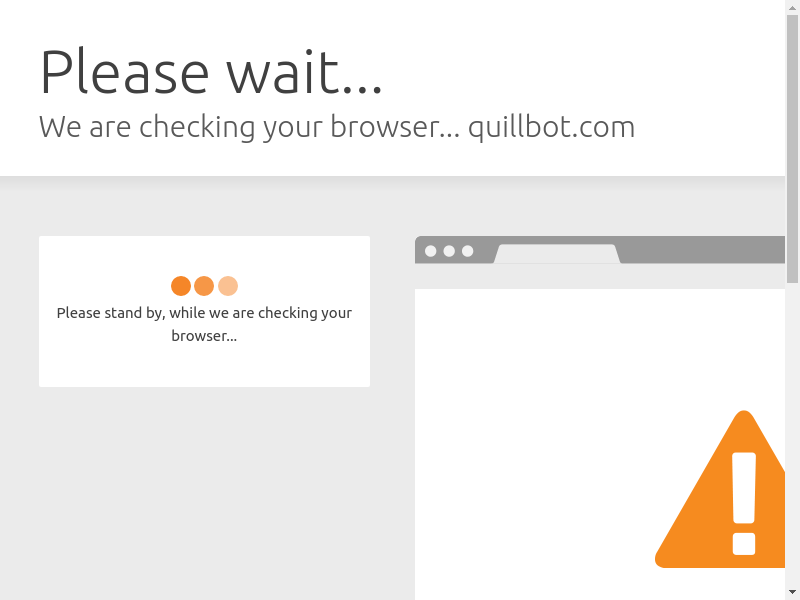 Please wait...
We are checking your browser... quillbot.com
Please stand by, while we are checking your
browser...